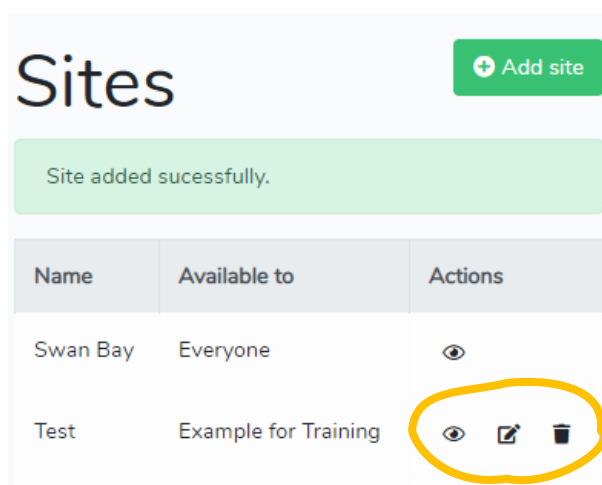 Sites
Add site
Site added sucessfully.
Name Available to Actions
Swan Bay Everyone
Test Example for Training